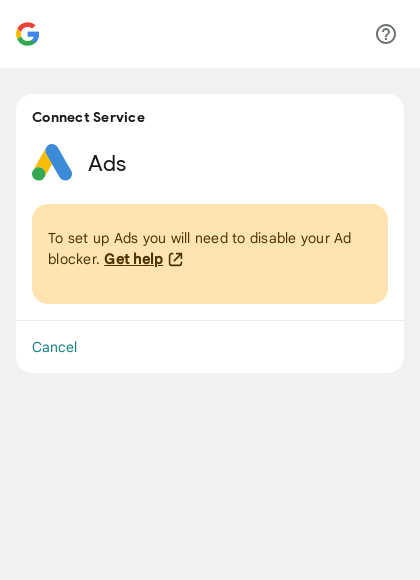 Connect Service
Ads
To set up Ads you will need to disable your Ad
blocker. Get help
Cancel